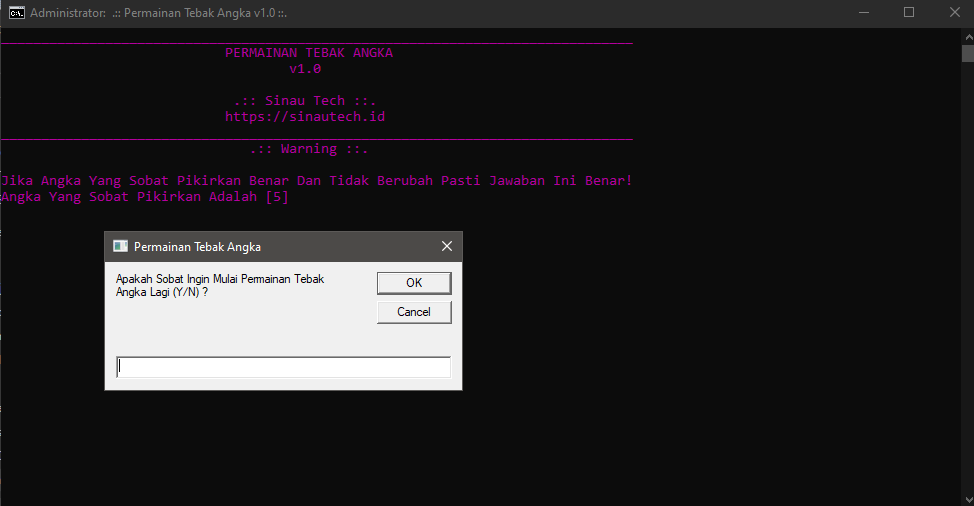 Administrator:  .:: Permainan Tebak Angka v1.0 ::.
PERMAINAN TEBAK ANGKA
v1.0
.:: Sinau Tech ::.
https://sinautech.id
.:: Warning ::.
Jika Angka Yang Sobat Pikirkan Benar Dan Tidak Berubah Pasti Jawaban Ini Benar!
Angka Yang Sobat Pikirkan Adalah [5]
Permainan Tebak Angka
Apakah Sobat Ingin Mulai Permainan Tebak
Angka Lagi (Y/N) ?
OK
Cancel